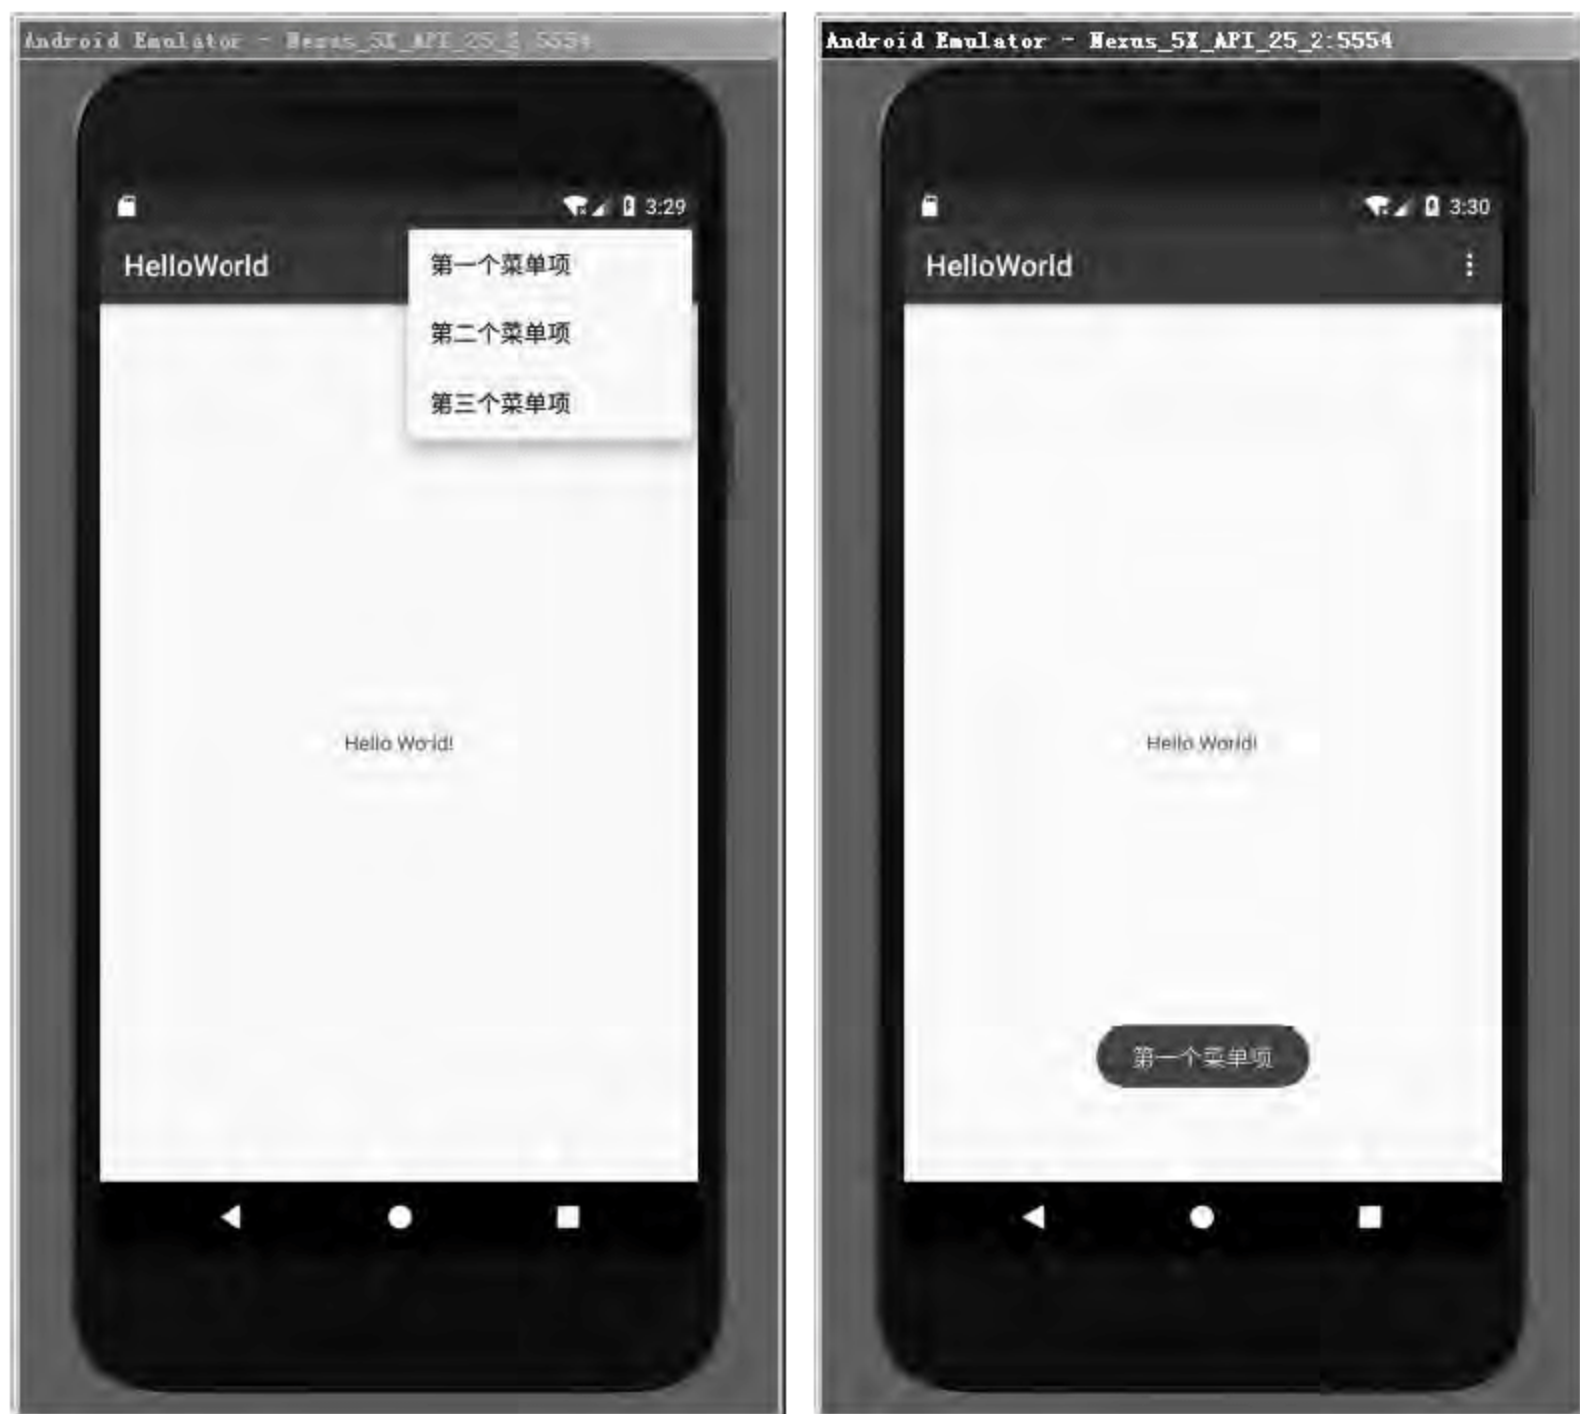 Android Emulator - Nexus_5X_API_25_2:5554
3:29
HelloWorld
第一个菜单项
第二个菜单项
第三个菜单项
Hello World!
Android Emulator - Nexus_5X_API_25_2:5554
3:30
HelloWorld
Hello World!
第一个菜单项